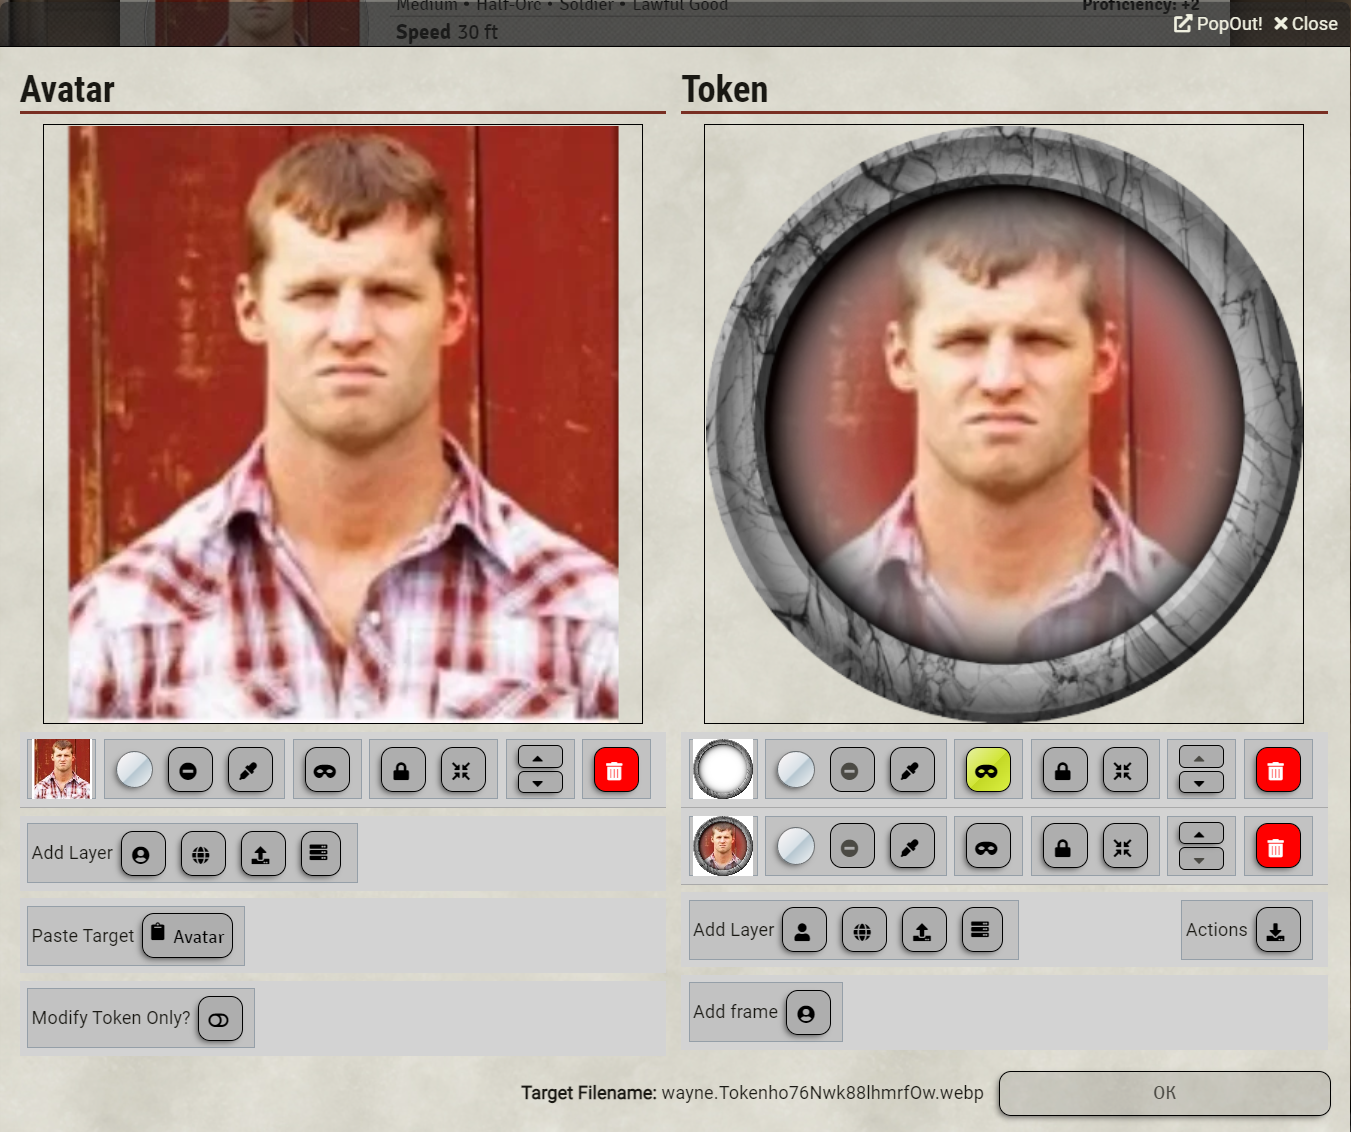 Medium • Half-Orc • Soldier • Lawful Good
Proficiency: +2
Speed 30 ft
PopOut! Close
Avatar
Token
Add Layer
Paste Target Avatar
Modify Token Only?
Add Layer
Actions
Add frame
Target Filename: wayne.Tokenho76Nwk88lhmrfOw.webp
OK